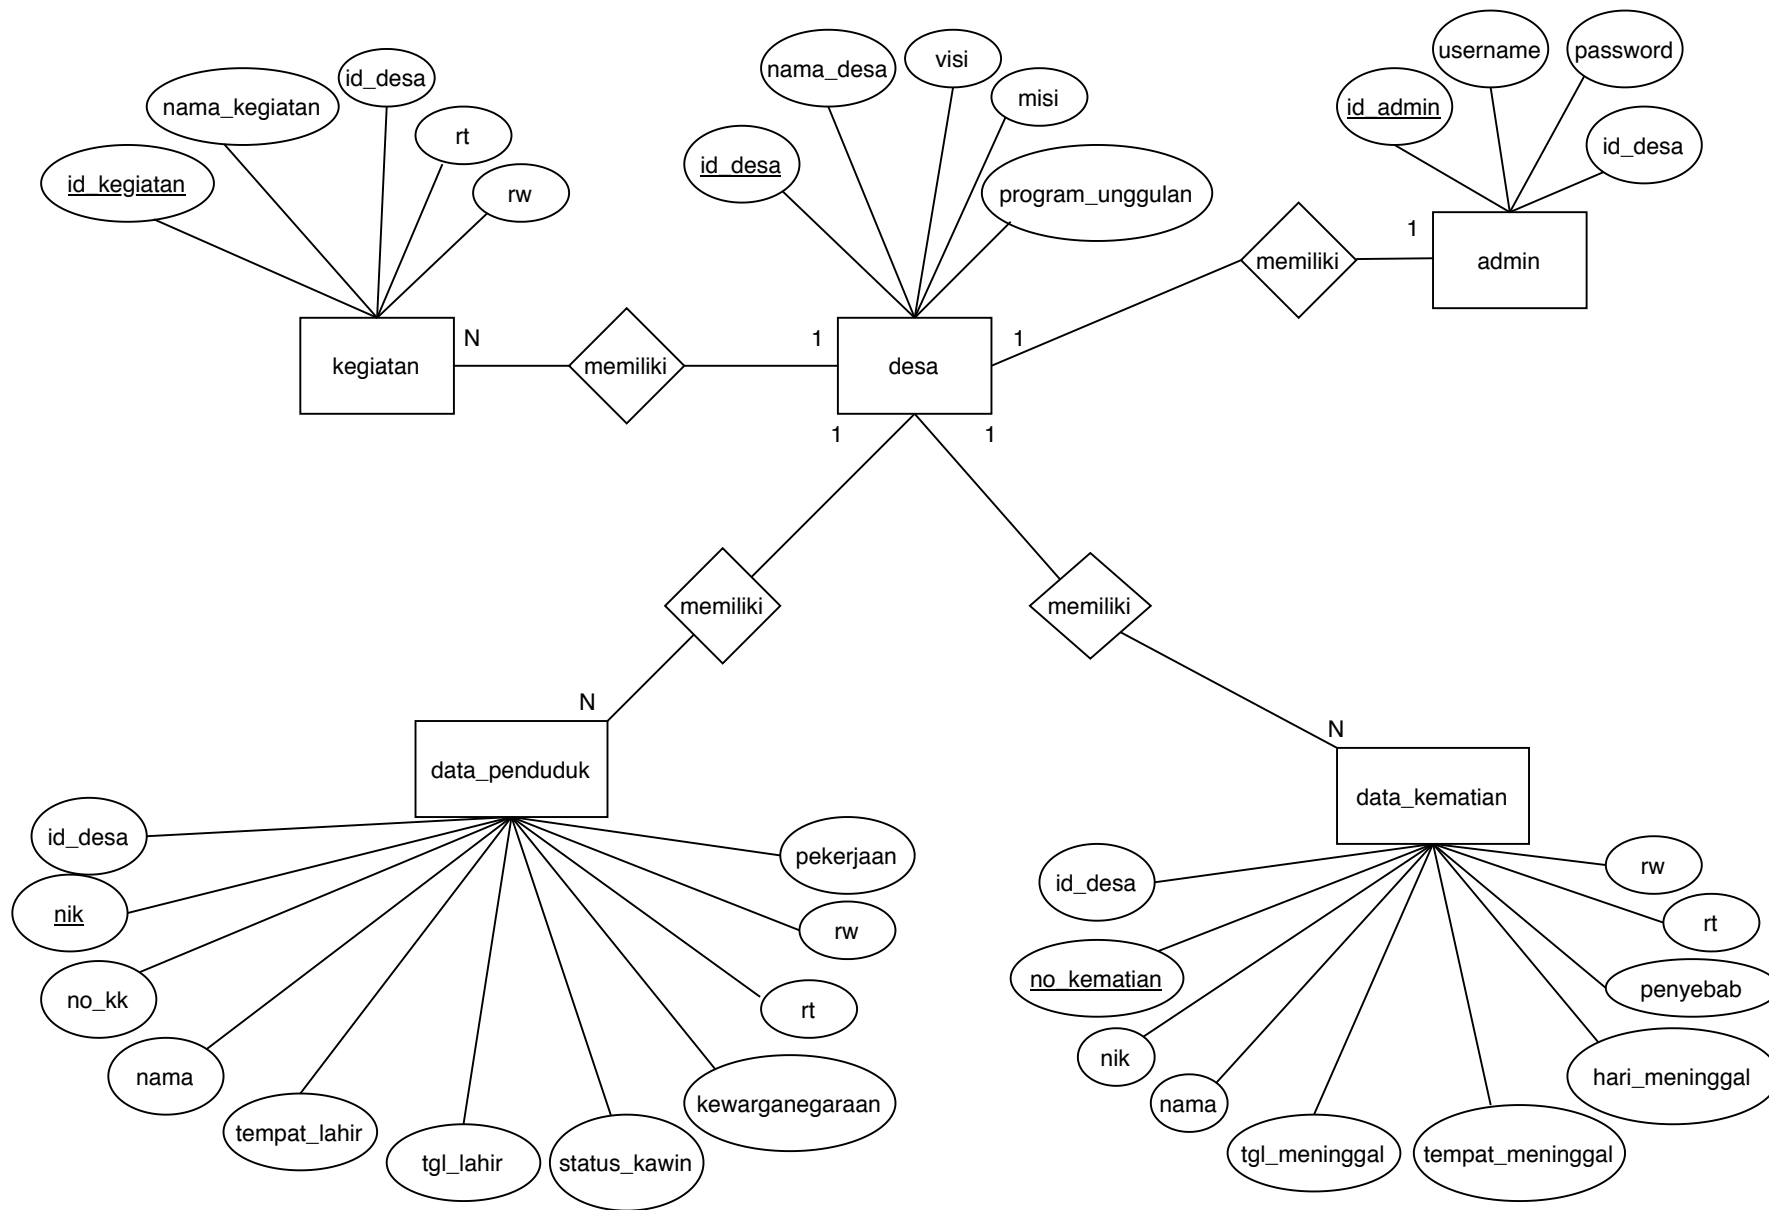 id_desa
nama_kegiatan
rt
id_kegiatan
rw
kegiatan
N
memiliki
1
nama_desa
visi
misi
id_desa
program_unggulan
desa
1
memiliki
1
username
password
id_admin
id_desa
admin
1
1
memiliki
memiliki
N
N
data_penduduk
id_desa
nik
no_kk
nama
tempat_lahir
tgl_lahir
status_kawin
kewarganegaraan
rt
rw
pekerjaan
data_kematian
id_desa
no_kematian
nik
nama
tgl_meninggal
tempat_meninggal
hari_meninggal
penyebab
rt
rw